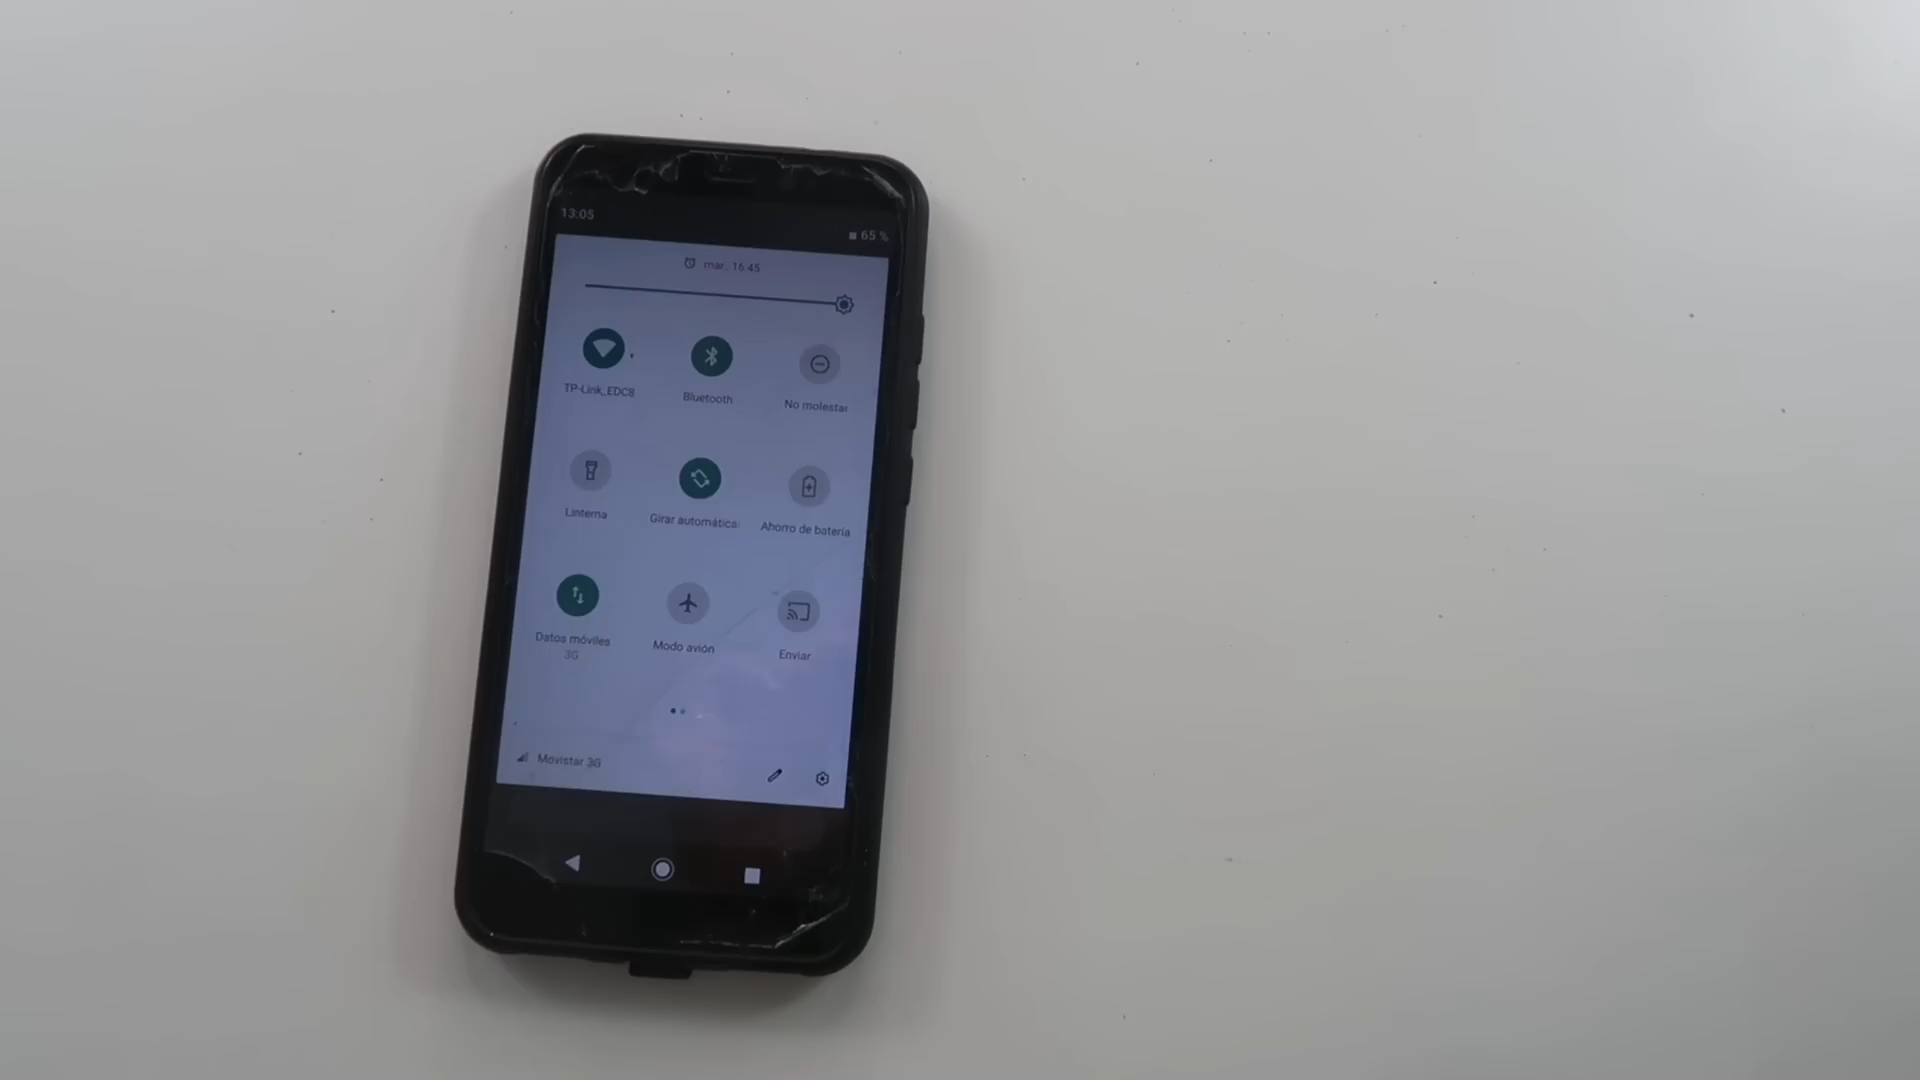 13:05
65 %
mar., 16:45
TP-Link_EDC8
Bluetooth
No molestar
Linterna
Girar automática
Ahorro de batería
Datos móviles
3G
Modo avión
Enviar
Movistar 3G